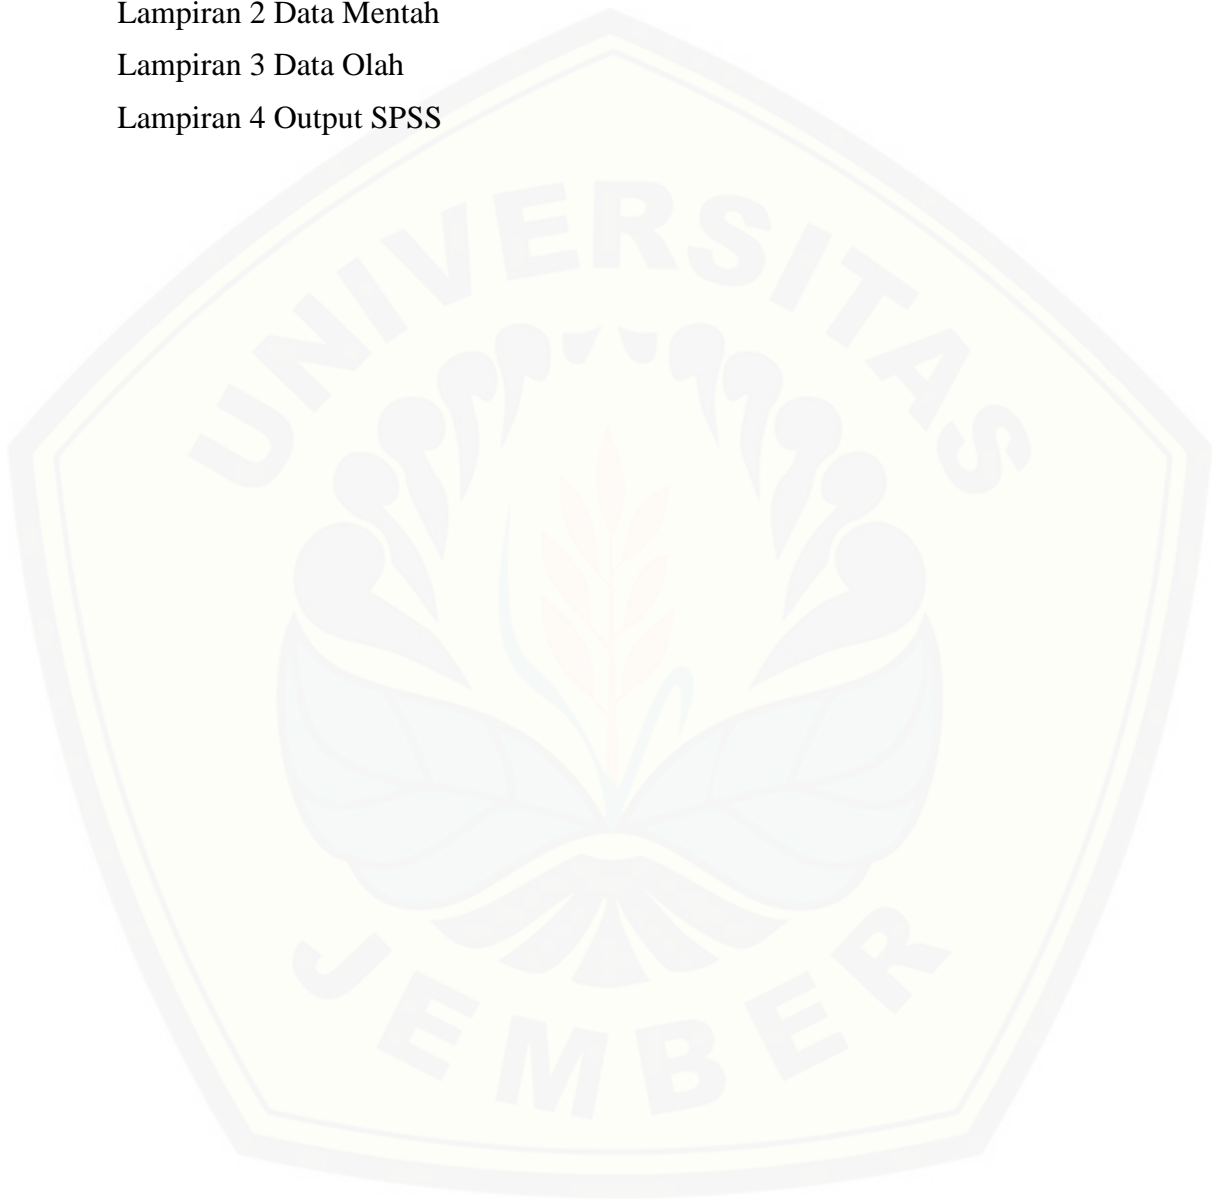 Lampiran 2 Data Mentah
Lampiran 3 Data Olah
Lampiran 4 Output SPSS
UNIVERSITAS
JEMBER